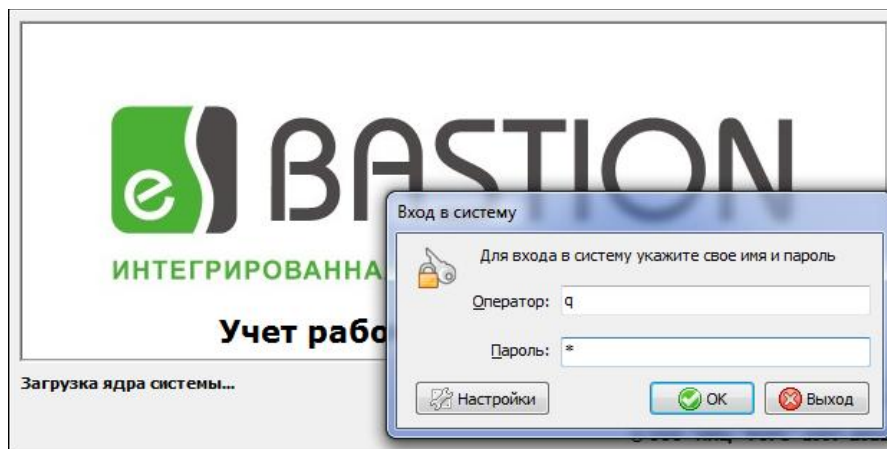 e BASTION
ИНТЕГРИРОВАННА
Учет рабо
Загрузка ядра системы...
Вход в систему
Для входа в систему укажите свое имя и пароль
Оператор: q
Пароль: *
Настройки OK Выход